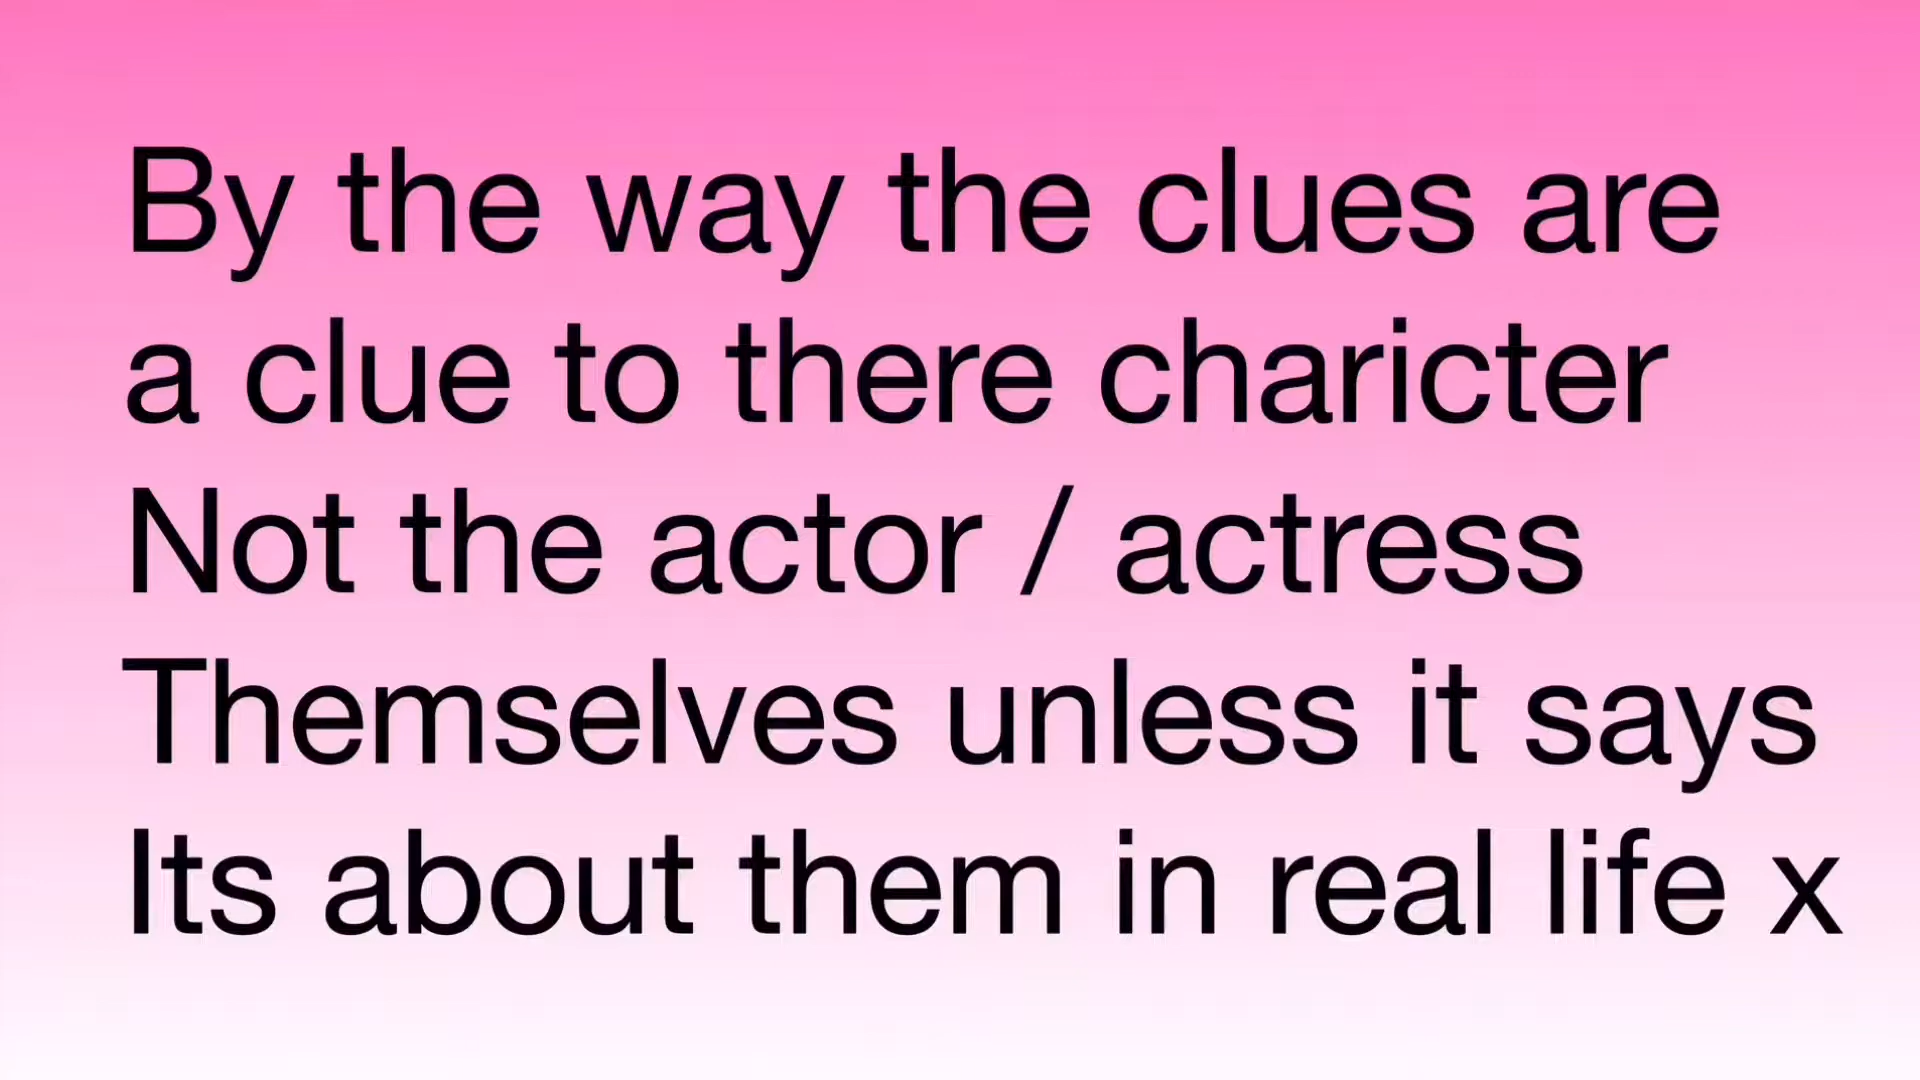 By the way the clues are
a clue to there charicter
Not the actor / actress
Themselves unless it says
Its about them in real life x